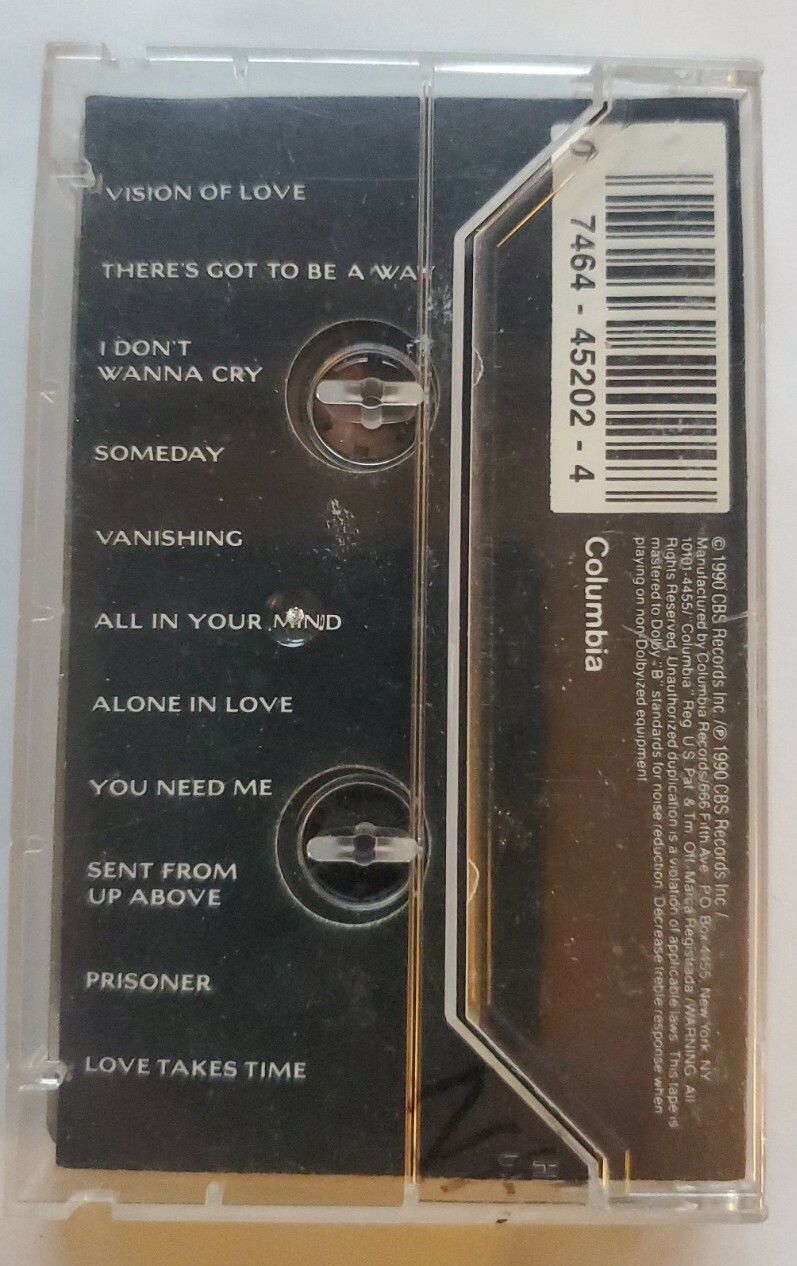 VISION OF LOVE
THERE'S GOT TO BE A WAY
I DON'T
WANNA CRY
SOMEDAY
VANISHING
ALL IN YOUR MIND
ALONE IN LOVE
YOU NEED ME
SENT FROM
UP ABOVE
PRISONER
LOVE TAKES TIME
0
7464 - 45202 - 4
Columbia
© 1990 CBS Records Inc /℗ 1990 CBS Records Inc /
Manufactured by Columbia Records/666 Fifth Ave P.O. Box 4455, New York, NY
10101-4455/"Columbia" Reg U S Pat & Tm Off Marca Registrada /WARNING All
Rights Reserved Unauthorized duplication is a violation of applicable laws This tape is
mastered to Dolby "B" standards for noise reduction Decrease treble response when
playing on non Dolbyized equipment